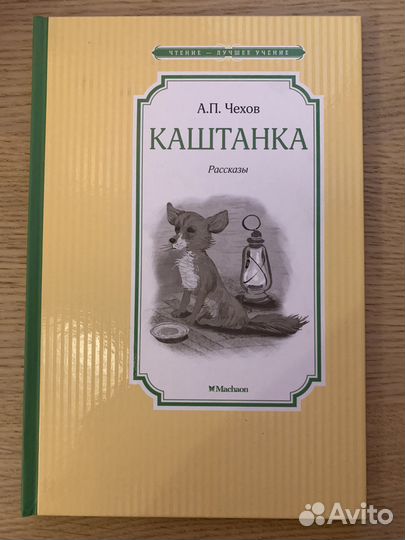 ЧТЕНИЕ — ЛУЧШЕЕ УЧЕНИЕ
А.П. Чехов
КАШТАНКА
Рассказы
Machaon
Avito